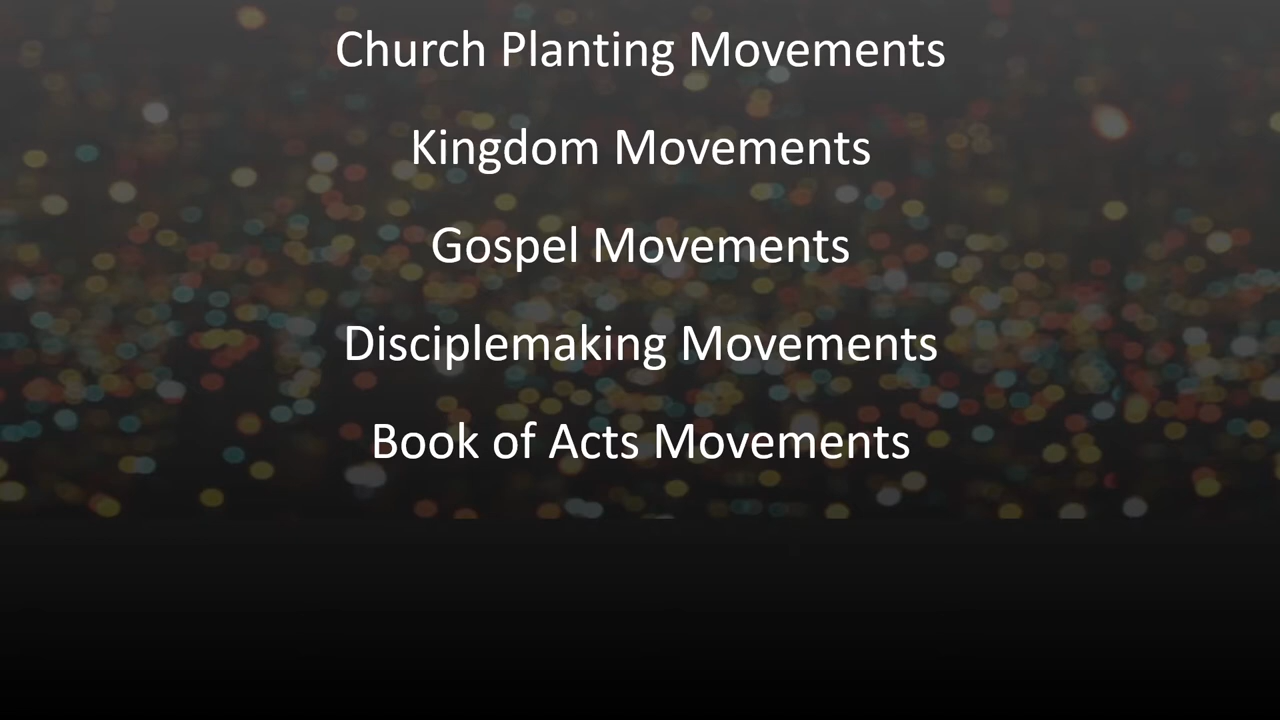 Church Planting Movements
Kingdom Movements
Gospel Movements
Disciplemaking Movements
Book of Acts Movements